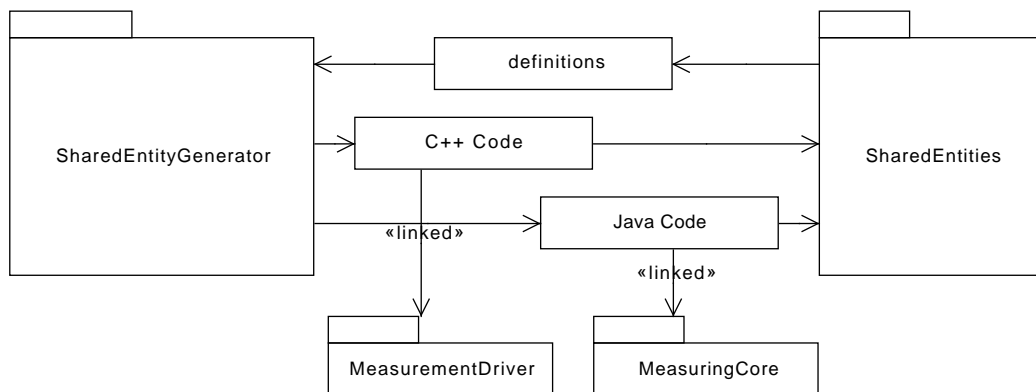 definitions
C++ Code
SharedEntityGenerator
SharedEntities
Java Code
«linked»
«linked»
MeasurementDriver
MeasuringCore